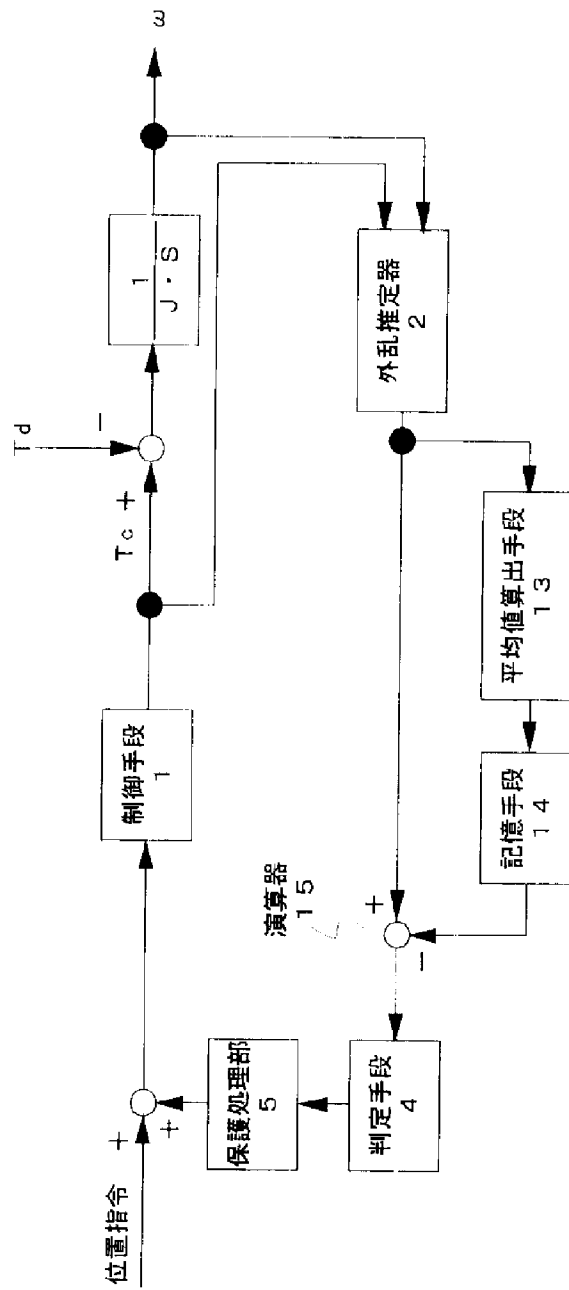 位置指令
+
+
制御手段
1
Tc
+
Td
−
1
J・S
ω
外乱推定器
2
平均値算出手段
13
記憶手段
14
演算器
15
+
−
判定手段
4
保護処理部
5